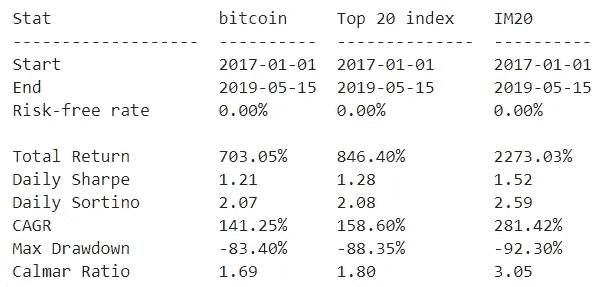 Stat bitcoin Top 20 index IM20
------------------- ---------- -------------- ----------
Start 2017-01-01 2017-01-01 2017-01-01
End 2019-05-15 2019-05-15 2019-05-15
Risk-free rate 0.00% 0.00% 0.00%
Total Return 703.05% 846.40% 2273.03%
Daily Sharpe 1.21 1.28 1.52
Daily Sortino 2.07 2.08 2.59
CAGR 141.25% 158.60% 281.42%
Max Drawdown -83.40% -88.35% -92.30%
Calmar Ratio 1.69 1.80 3.05